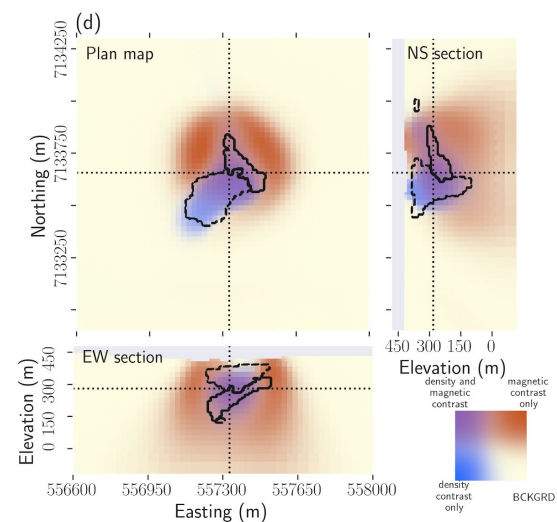 (d)
Plan map
NS section
Northing (m)
7134250
7133750
7133250
450 300 150 0
Elevation (m)
EW section
Elevation (m)
450
300
150
0
556600 556950 557300 557650 558000
Easting (m)
density and
magnetic
contrast
magnetic
contrast
only
density
contrast
only
BCKGRD